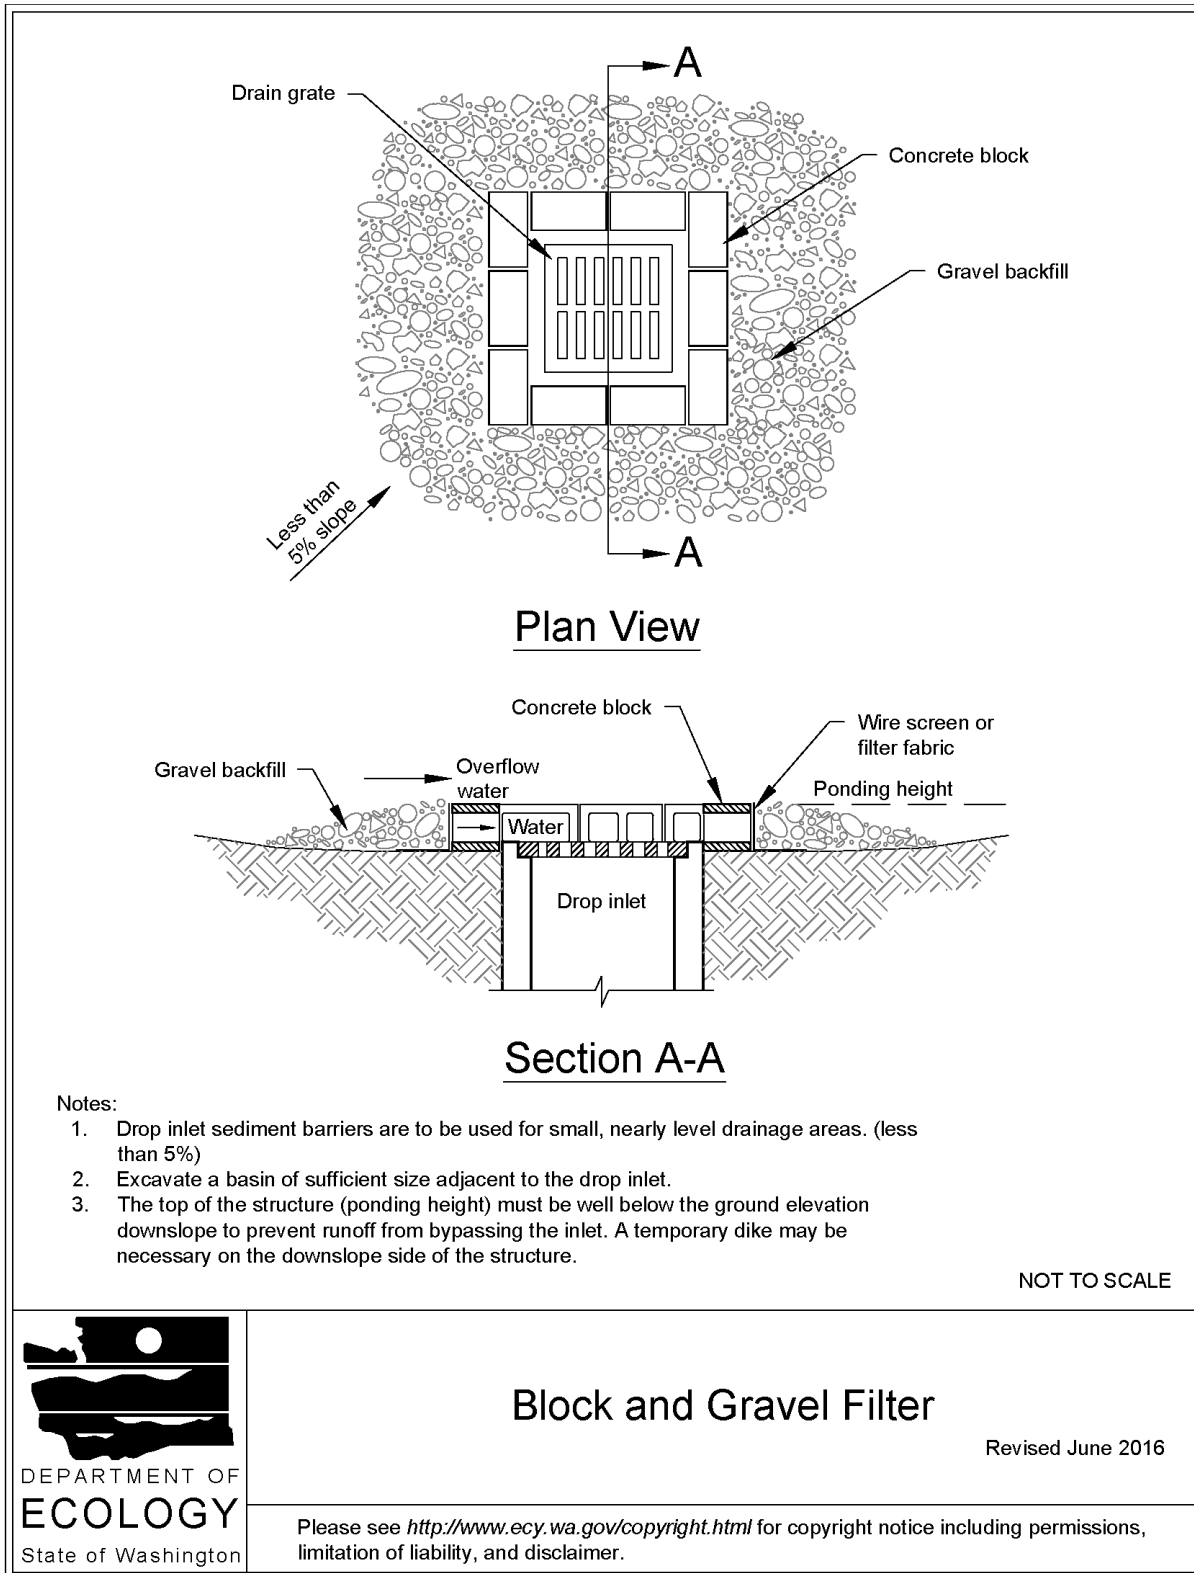 A
Drain grate
Concrete block
Gravel backfill
Less than
5% slope
A
Plan View
Concrete block
Wire screen or
filter fabric
Gravel backfill
Overflow
water
Ponding height
Water
Drop inlet
Section A-A
Notes:
1. Drop inlet sediment barriers are to be used for small, nearly level drainage areas. (less
than 5%)
2. Excavate a basin of sufficient size adjacent to the drop inlet.
3. The top of the structure (ponding height) must be well below the ground elevation
downslope to prevent runoff from bypassing the inlet. A temporary dike may be
necessary on the downslope side of the structure.
NOT TO SCALE
Block and Gravel Filter
Revised June 2016
DEPARTMENT OF
ECOLOGY
State of Washington
Please see http://www.ecy.wa.gov/copyright.html for copyright notice including permissions,
limitation of liability, and disclaimer.